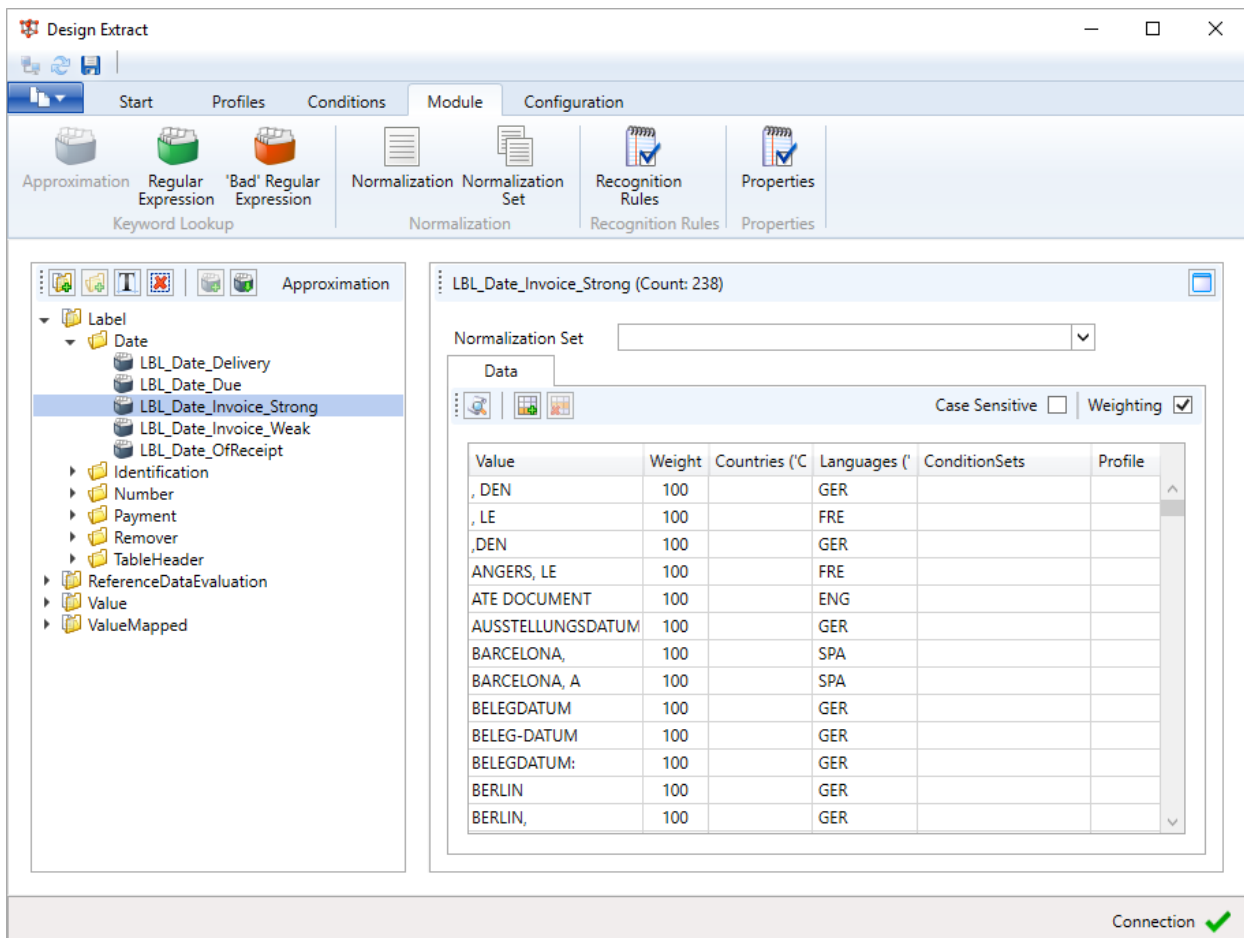 Design Extract
Start Profiles Conditions Module Configuration
Approximation Regular Expression 'Bad' Regular Expression Normalization Normalization Set Recognition Rules Properties
Keyword Lookup Normalization Recognition Rules Properties
Approximation
Label
Date
LBL_Date_Delivery
LBL_Date_Due
LBL_Date_Invoice_Strong
LBL_Date_Invoice_Weak
LBL_Date_OfReceipt
Identification
Number
Payment
Remover
TableHeader
ReferenceDataEvaluation
Value
ValueMapped
LBL_Date_Invoice_Strong (Count: 238)
Normalization Set
Data
Case Sensitive Weighting
Value Weight Countries ('C Languages (' ConditionSets Profile
, DEN 100 GER
, LE 100 FRE
,DEN 100 GER
ANGERS, LE 100 FRE
ATE DOCUMENT 100 ENG
AUSSTELLUNGSDATUM 100 GER
BARCELONA, 100 SPA
BARCELONA, A 100 SPA
BELEGDATUM 100 GER
BELEG-DATUM 100 GER
BELEGDATUM: 100 GER
BERLIN 100 GER
BERLIN, 100 GER
Connection